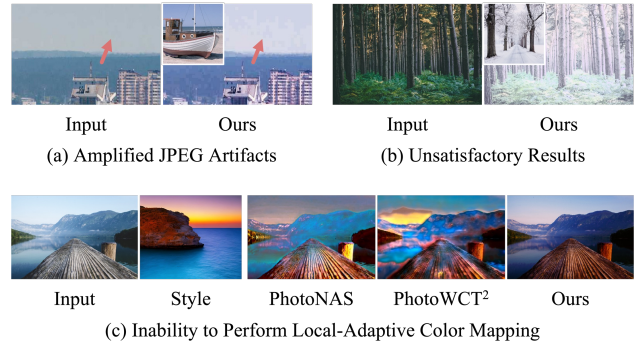 Input
Ours
(a) Amplified JPEG Artifacts
Input
Ours
(b) Unsatisfactory Results
Input
Style
PhotoNAS
PhotoWCT²
Ours
(c) Inability to Perform Local-Adaptive Color Mapping